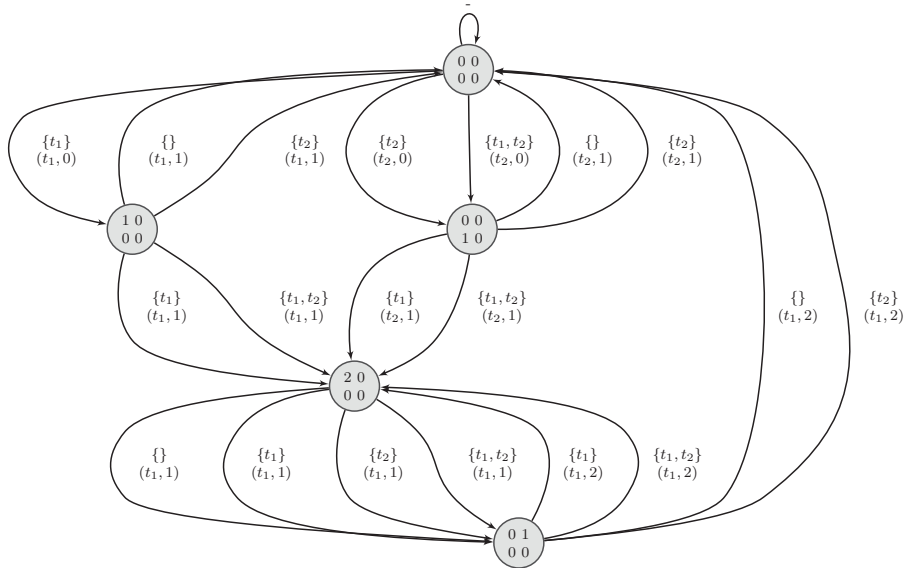 -
0 0
0 0
{t₁} {} {t₂} {t₂} {t₁, t₂} {} {t₂}
(t₁, 0) (t₁, 1) (t₁, 1) (t₂, 0) (t₂, 0) (t₂, 1) (t₂, 1)
1 0 0 0
0 0 1 0
{t₁} {t₁, t₂} {t₁} {t₁, t₂} {} {t₂}
(t₁, 1) (t₁, 1) (t₂, 1) (t₂, 1) (t₁, 2) (t₁, 2)
2 0
0 0
{} {t₁} {t₂} {t₁, t₂} {t₁} {t₁, t₂}
(t₁, 1) (t₁, 1) (t₁, 1) (t₁, 1) (t₁, 2) (t₁, 2)
0 1
0 0